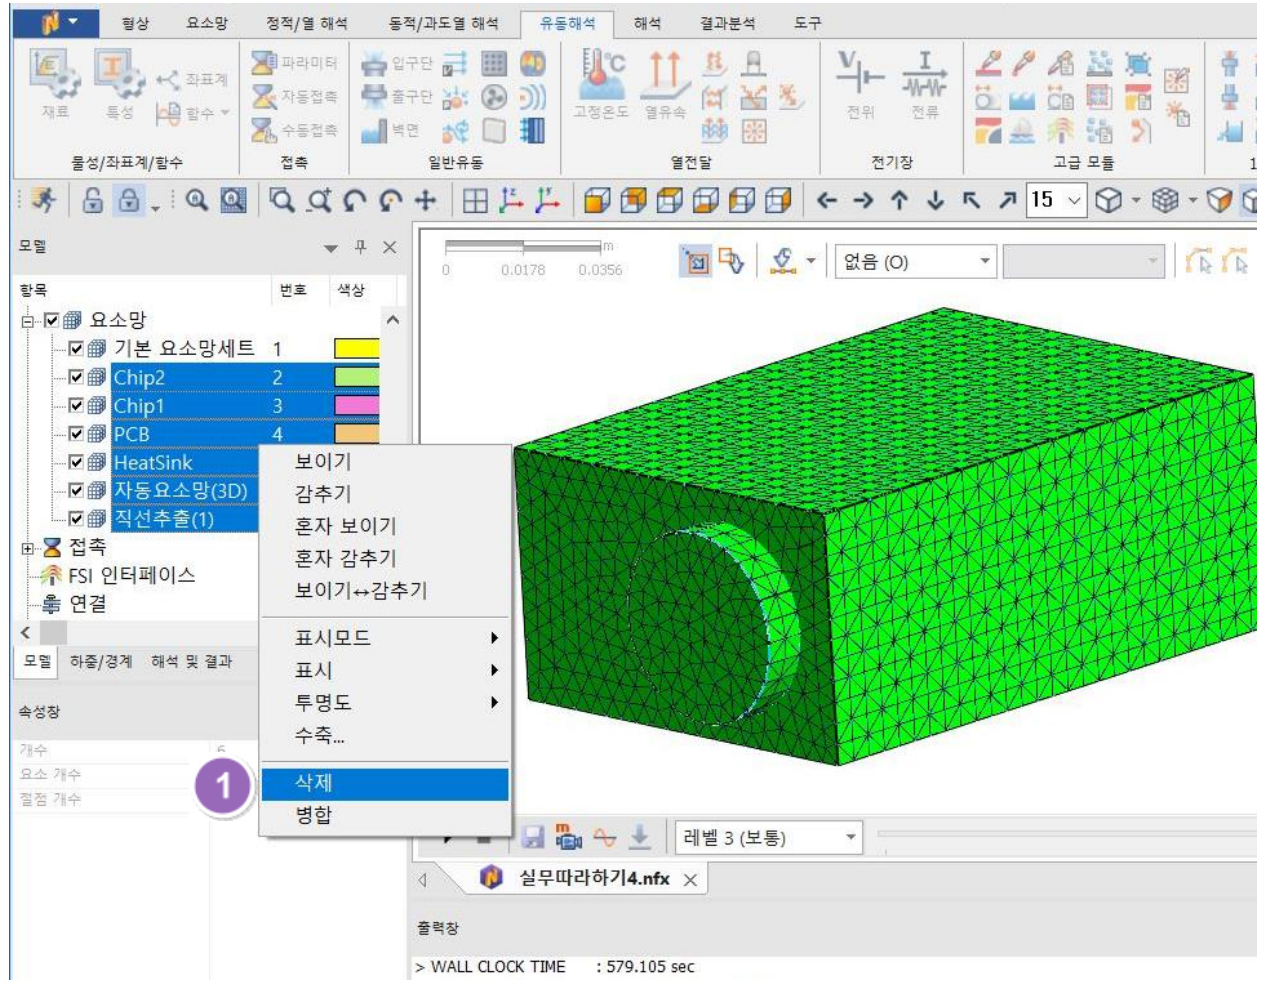 형상 요소망 정적/열 해석 동적/과도열 해석 유동해석 해석 결과분석 도구
재료 특성 좌표계 함수
물성/좌표계/함수
파라미터
자동접촉
수동접촉
접촉
입구단
출구단
벽면
일반유동
고정온도 열유속
열전달
전위 전류
전기장
고급 모듈
1
15
모델
항목 번호 색상
요소망
기본 요소망세트 1
Chip2 2
Chip1 3
PCB 4
HeatSink
자동요소망(3D)
직선추출(1)
접촉
FSI 인터페이스
연결
모델 하중/경계 해석 및 결과
속성창
개수 6
요소 개수
절점 개수
보이기
감추기
혼자 보이기
혼자 감추기
보이기↔감추기
표시모드
표시
투명도
수축...
1
삭제
병합
m
0 0.0178 0.0356
없음 (O)
레벨 3 (보통)
실무따라하기4.nfx
출력창
> WALL CLOCK TIME : 579.105 sec